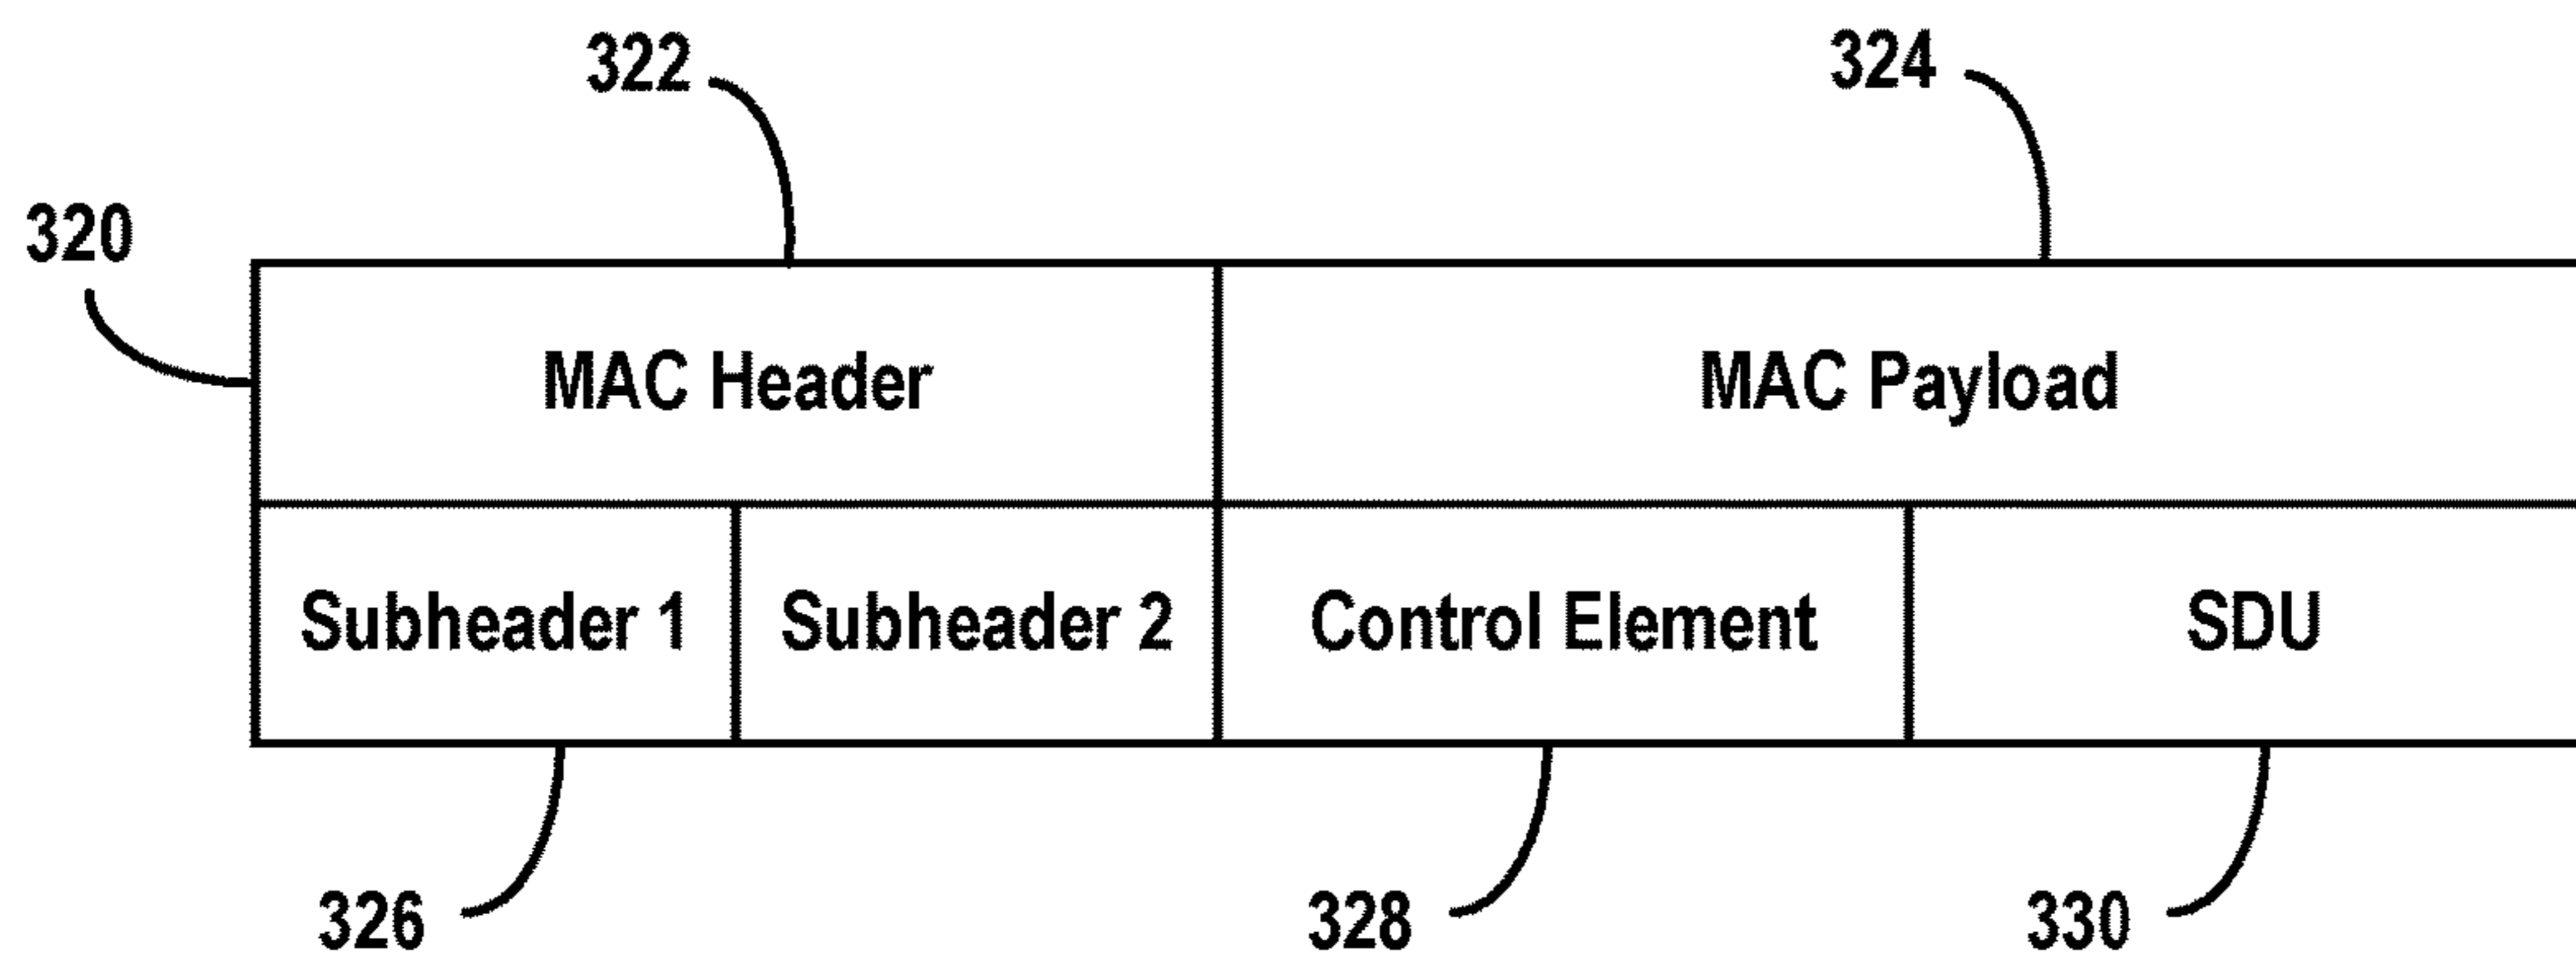 322
324
320
MAC Header
MAC Payload
Subheader 1
Subheader 2
Control Element
SDU
326
328
330